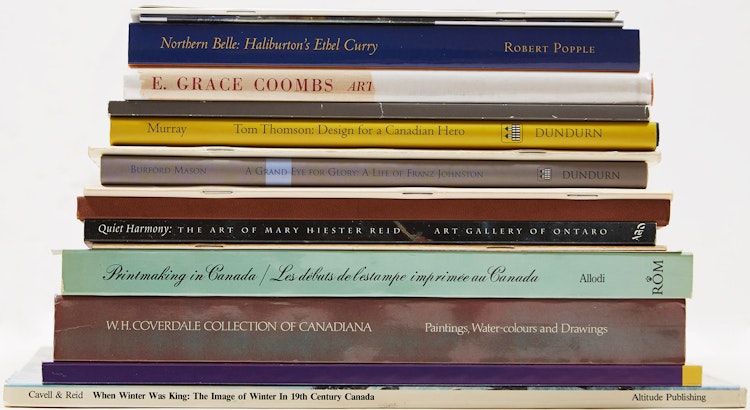 Northern Belle: Haliburton's Ethel Curry ROBERT POPPLE
E. GRACE COOMBS ART
Murray Tom Thomson: Design for a Canadian Hero DUNDURN
BURFORD MASON A GRAND EYE FOR GLORY: A LIFE OF FRANZ JOHNSTON DUNDURN
Quiet Harmony: THE ART OF MARY HIESTER REID ART GALLERY OF ONTARO
Printmaking in Canada / Les débuts de l'estampe imprimée au Canada Allodi ROM
W.H. COVERDALE COLLECTION OF CANADIANA Paintings, Water-colours and Drawings
Cavell & Reid When Winter Was King: The Image of Winter In 19th Century Canada Altitude Publishing